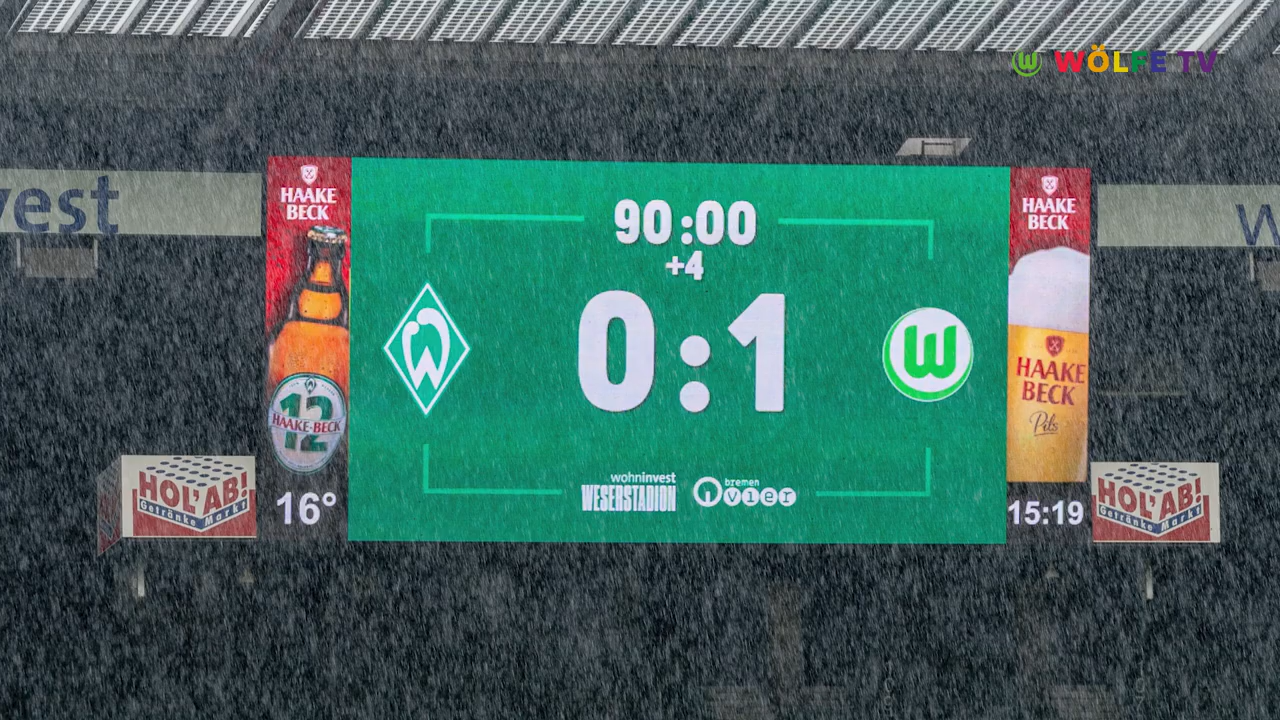 WÖLFE TV
vest
HAAKE
BECK
12
HAAKE-BECK
16°
90:00
+4
0:1
wohninvest
WESERSTADION
bremen
vier
HAAKE
BECK
HAAKE
BECK
Pils
15:19
W
HOL'AB!
Getränke Markt
HOL'AB!
Getränke Markt